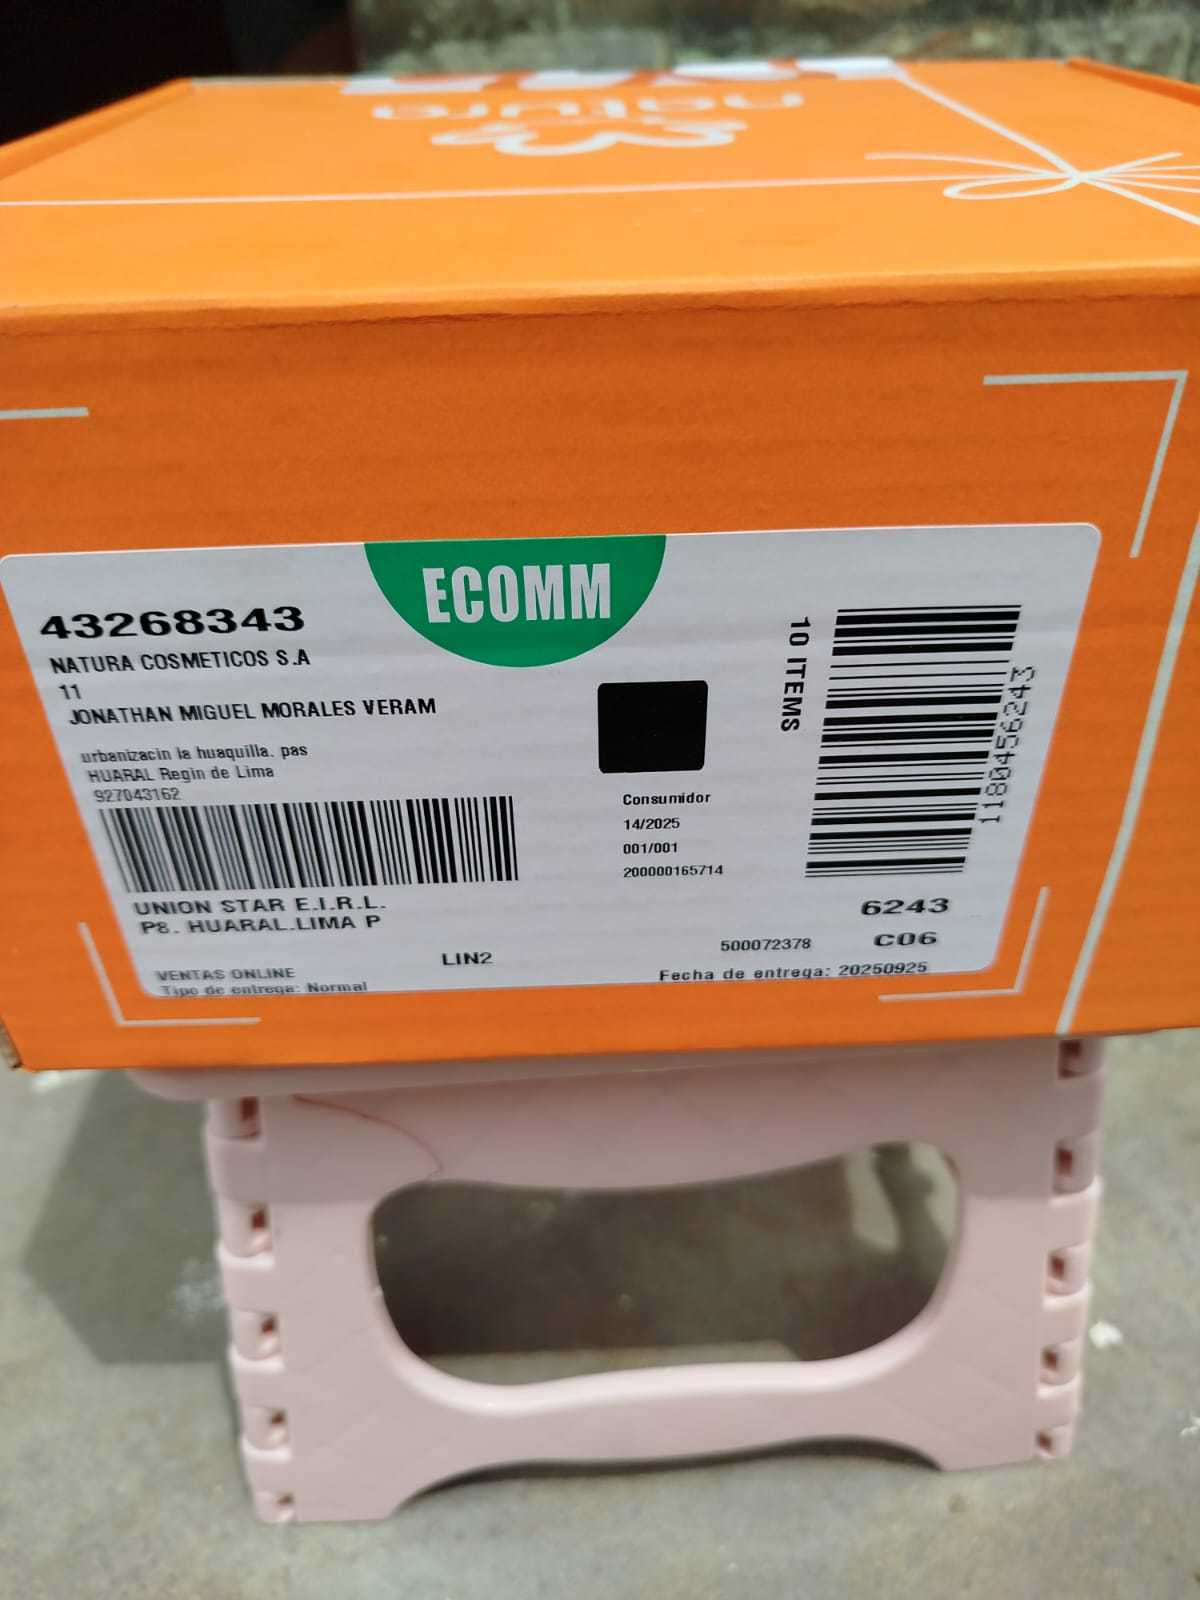 natura
ECOMM
43268343
NATURA COSMETICOS S.A
11
JONATHAN MIGUEL MORALES VERAM
urbanizacin la huaquilla. pas
HUARAL Regin de Lima
927043162
UNION STAR E.I.R.L.
P8. HUARAL.LIMA P
LIN2
VENTAS ONLINE
Tipo de entrega: Normal
Consumidor
14/2025
001/001
200000165714
10 ITEMS
1180456243
6243
500072378
C06
Fecha de entrega: 20250925